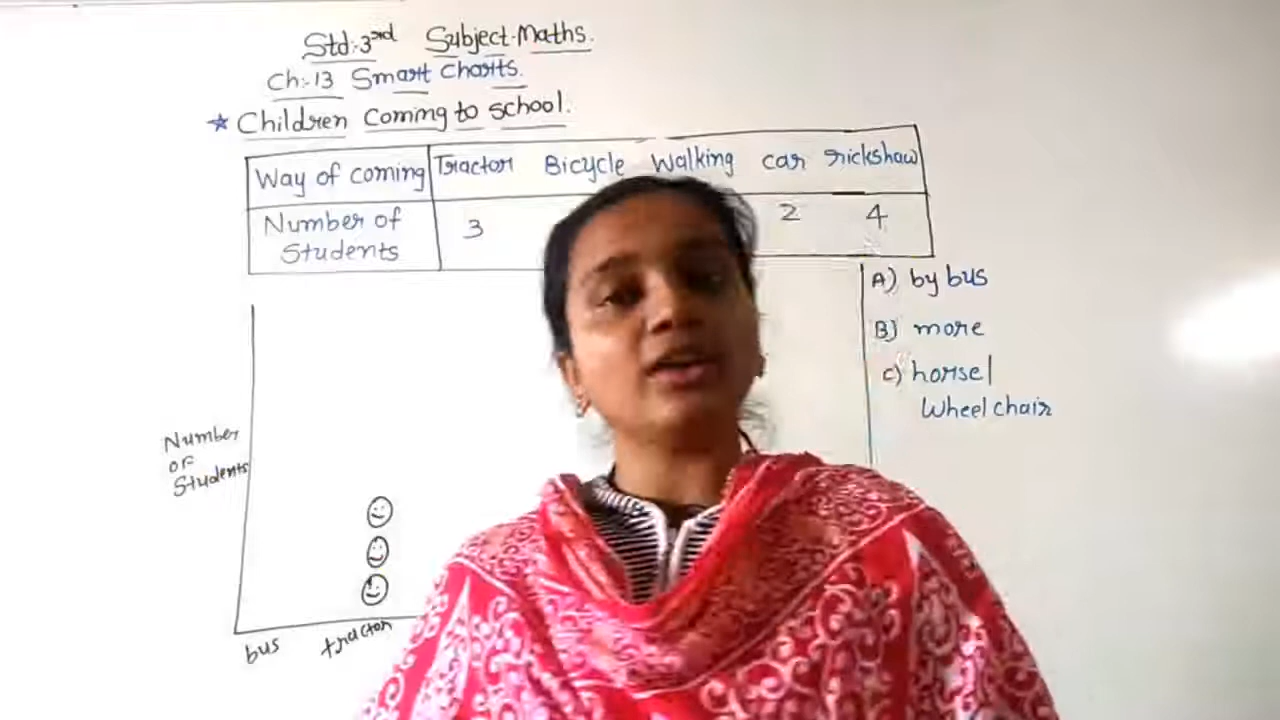 Std:-3rd Subject-Maths.
Ch:-13 Smart Charts.
★ Children coming to school.
Way of coming Tractor Bicycle Walking car rickshaw
Number of Students 3 2 4
A) by bus
B) more
C) horse/
Wheel chair
Number
of
Students
bus tractor